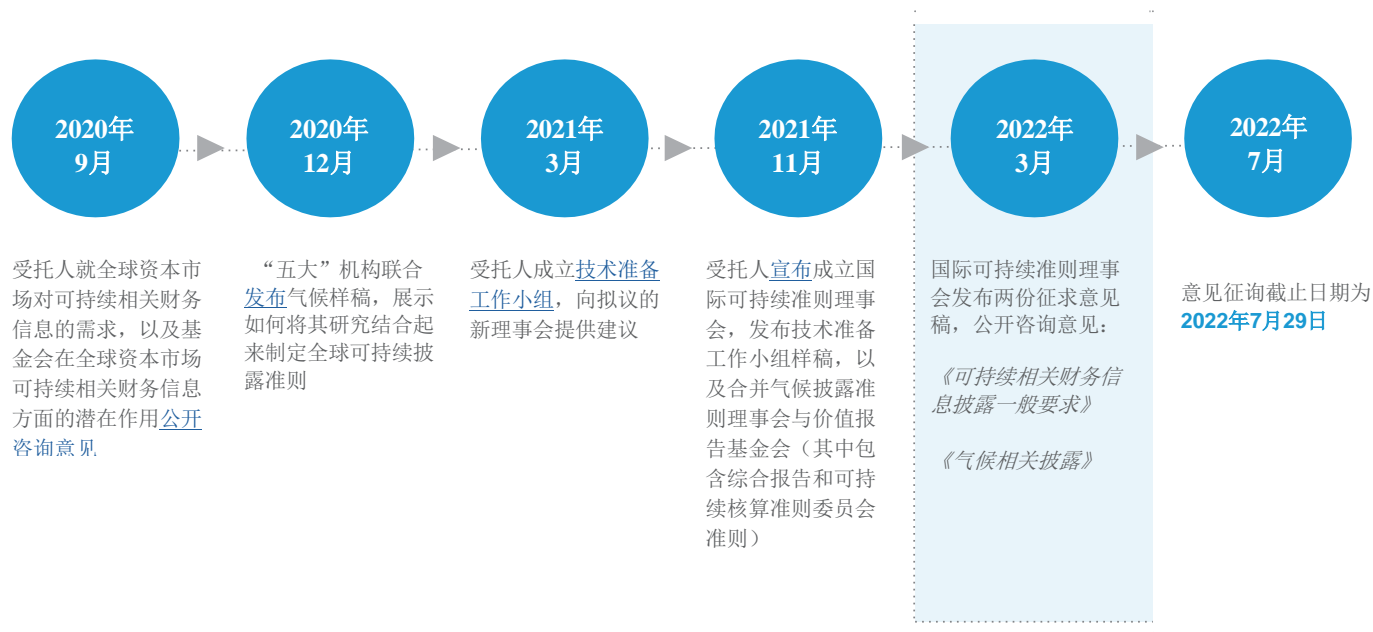 2020年
9月
受托人就全球资本市
场对可持续相关财务
信息的需求，以及基
金会在全球资本市场
可持续相关财务信息
方面的潜在作用公开
咨询意见
2020年
12月
“五大”机构联合
发布气候样稿，展示
如何将其研究结合起
来制定全球可持续披
露准则
2021年
3月
受托人成立技术准备
工作小组，向拟议的
新理事会提供建议
2021年
11月
受托人宣布成立国
际可持续准则理事
会，发布技术准备
工作小组样稿，以
及合并气候披露准
则理事会与价值报
告基金会（其中包
含综合报告和可持
续核算准则委员会
准则）
2022年
3月
国际可持续准则理事
会发布两份征求意见
稿，公开咨询意见：
《可持续相关财务信
息披露一般要求》
《气候相关披露》
2022年
7月
意见征询截止日期为
2022年7月29日